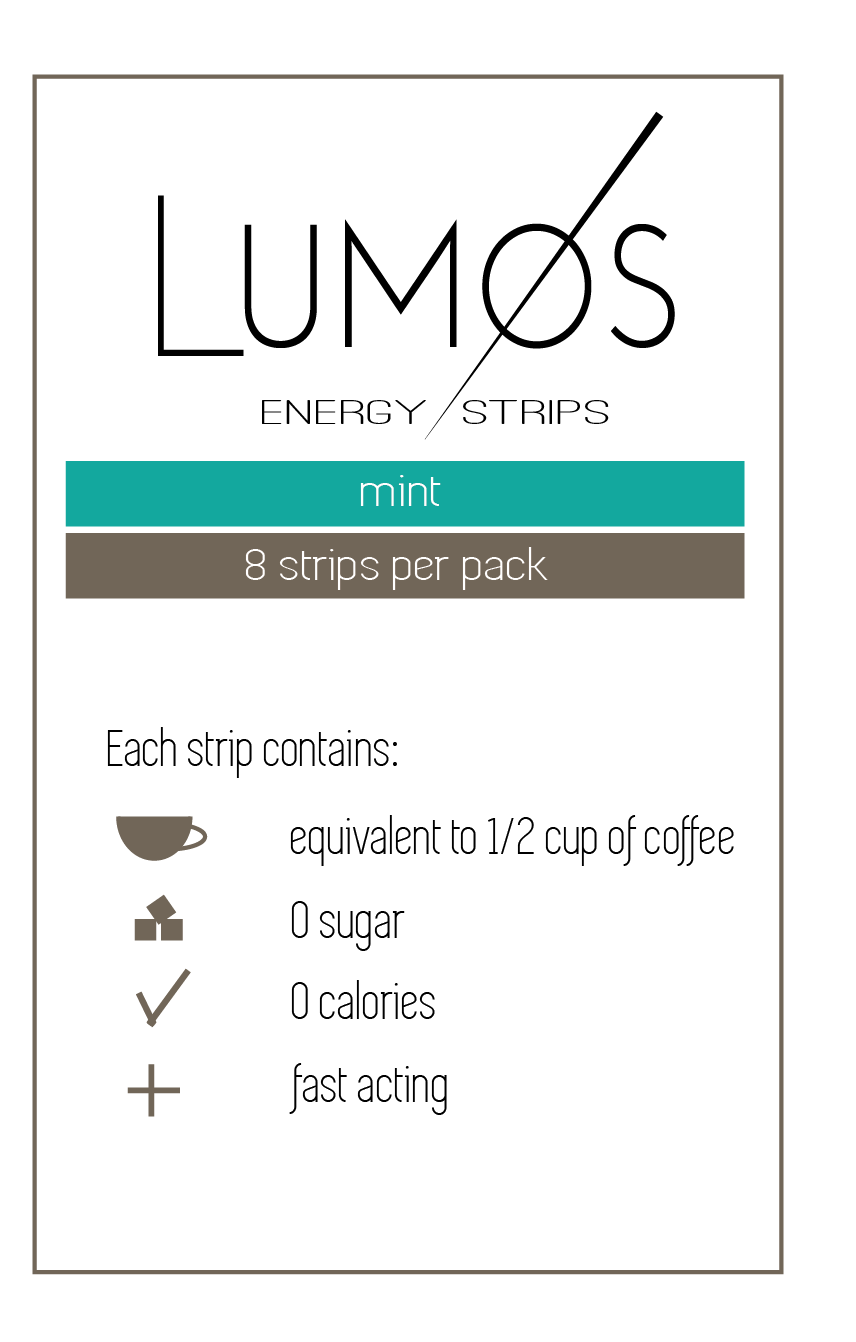 LUMOS
ENERGY/STRIPS
mint
8 strips per pack
Each strip contains:
equivalent to 1/2 cup of coffee
0 sugar
0 calories
fast acting